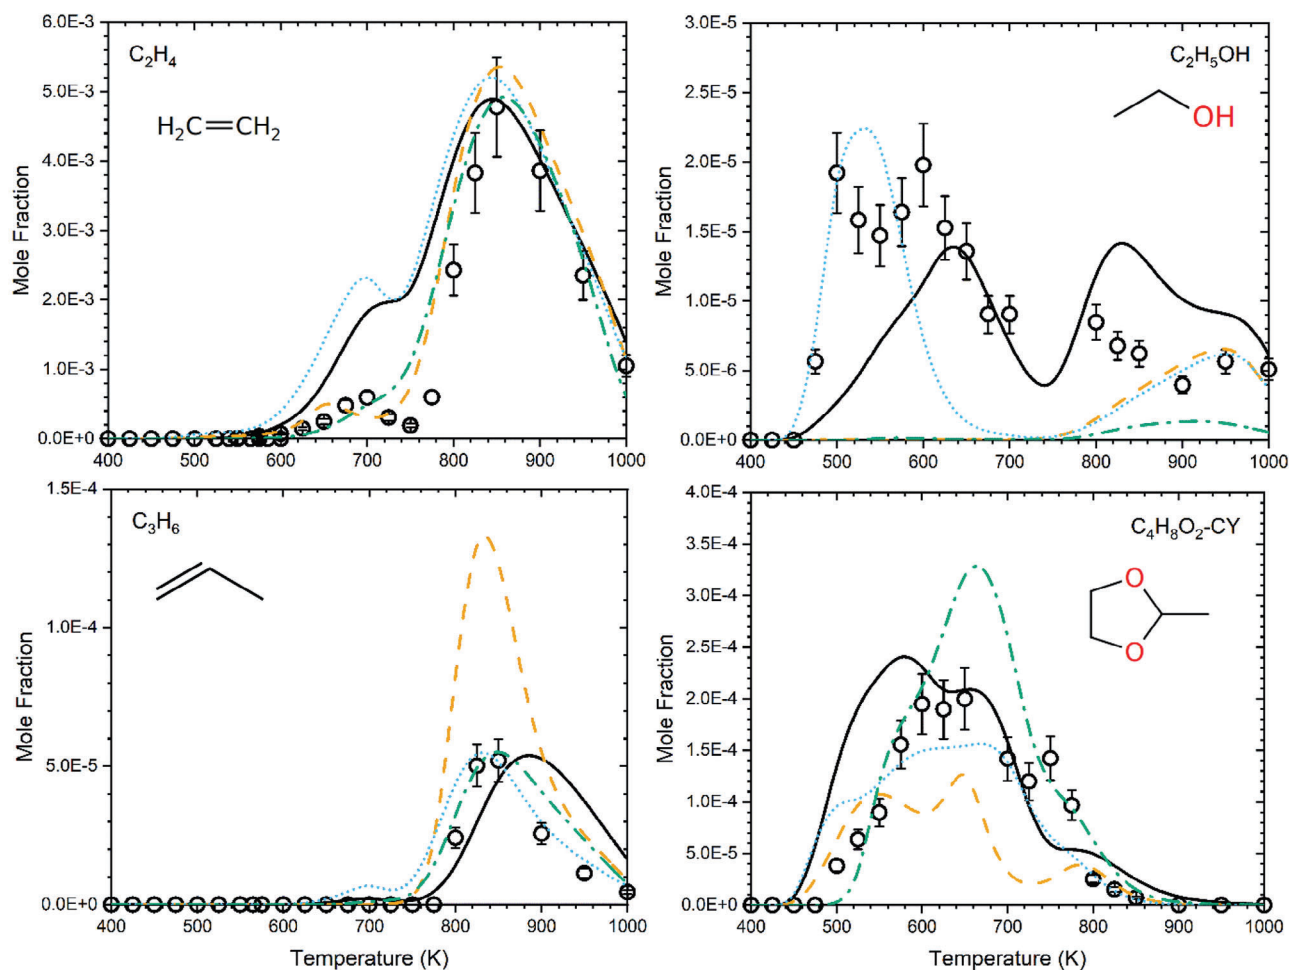 C₂H₄
H₂C=CH₂
Mole Fraction
6.0E-3
5.0E-3
4.0E-3
3.0E-3
2.0E-3
1.0E-3
0.0E+0
400 500 600 700 800 900 1000
C₂H₅OH
OH
Mole Fraction
3.0E-5
2.5E-5
2.0E-5
1.5E-5
1.0E-5
5.0E-6
0.0E+0
400 500 600 700 800 900 1000
C₃H₆
Mole Fraction
1.5E-4
1.0E-4
5.0E-5
0.0E+0
400 500 600 700 800 900 1000
Temperature (K)
C₄H₈O₂-CY
O
O
Mole Fraction
4.0E-4
3.5E-4
3.0E-4
2.5E-4
2.0E-4
1.5E-4
1.0E-4
5.0E-5
0.0E+0
400 500 600 700 800 900 1000
Temperature (K)